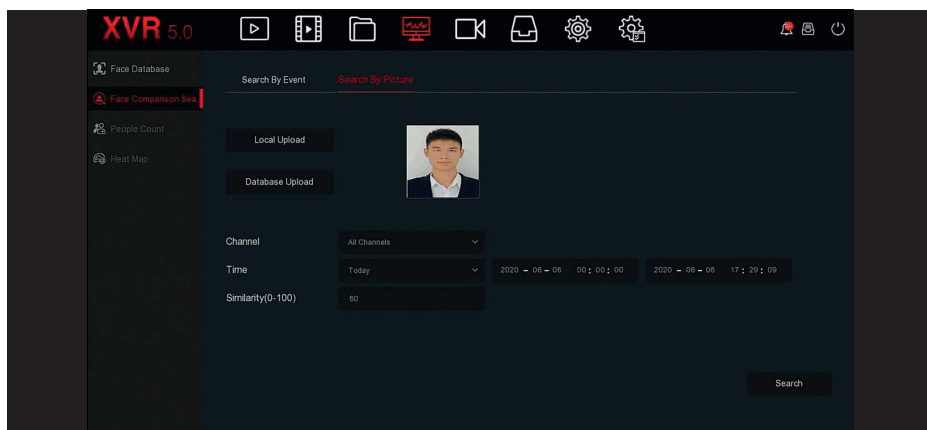 XVR 5.0
Face Database
Face Comparison Sea.
People Count
Heat Map
Search By Event
Search By Picture
Local Upload
Database Upload
Channel
All Channels
Time
Today
2020 - 06 - 06 00 : 00 : 00
2020 - 06 - 06 17 : 29 : 09
Similarity(0-100)
60
Search